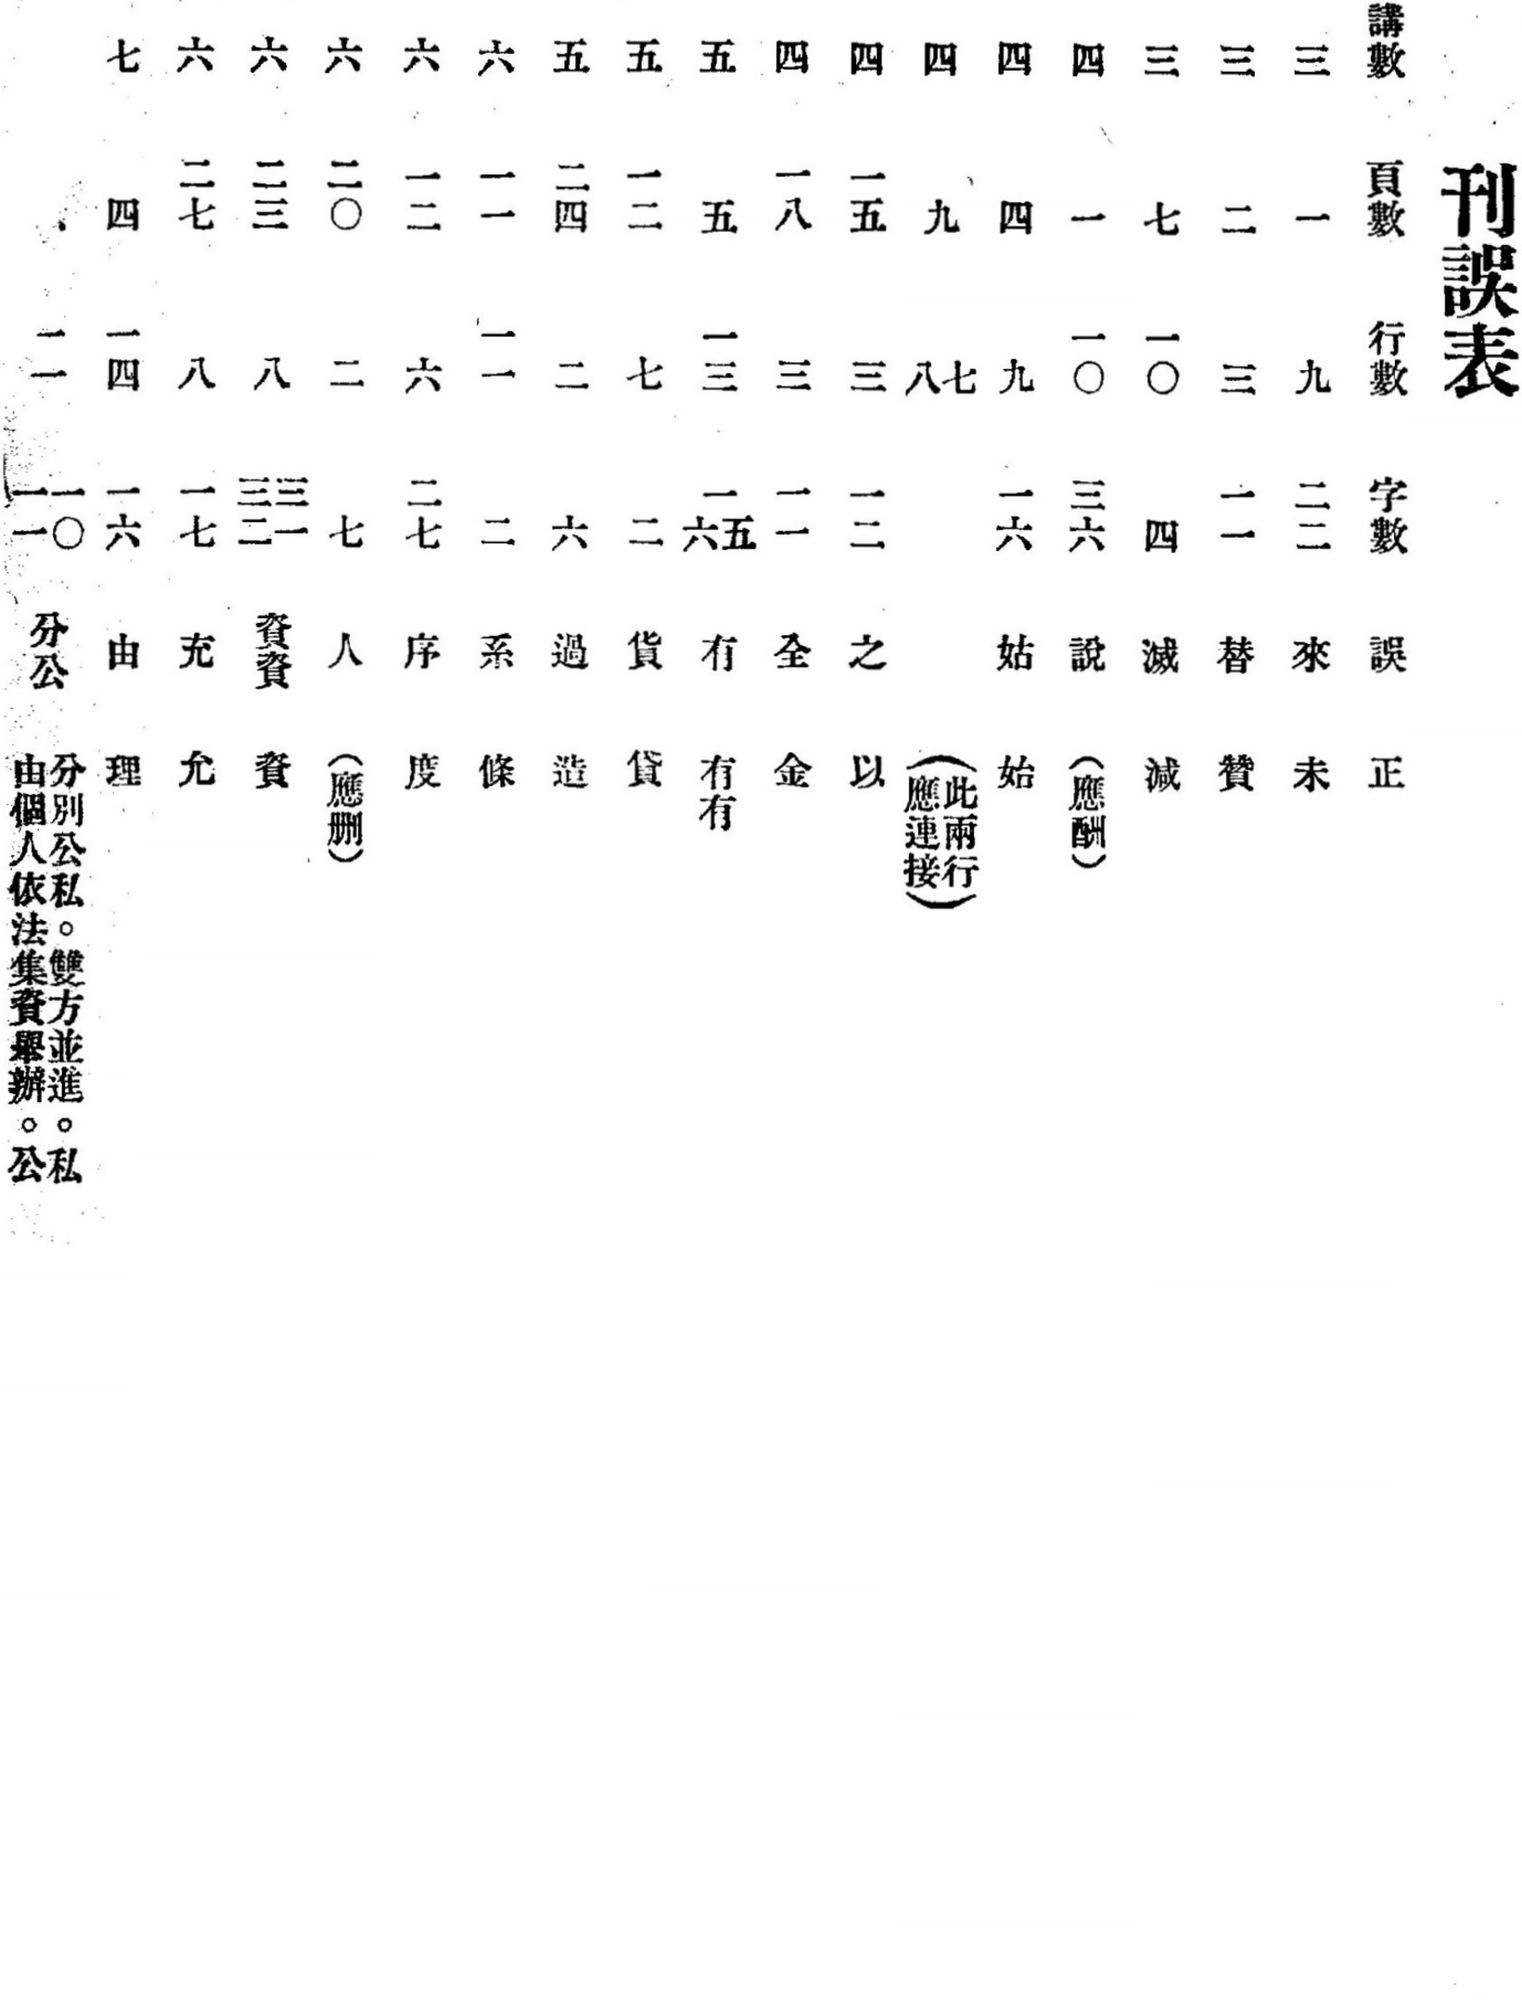 刊誤表
講數 頁數 行數 字數 誤 正
三 一 九 二二 來 未
三 二 三 一一 替 贊
三 七 一〇 四 滅 減
四 一 一〇 三六 說 (應酬)
四 四 九 一六 姑 始
四 九 七八 (此兩行應連接)
四 一五 三 一二 之 以
四 一八 三 一一 全 金
五 五 一三 一五六 有 有有
五 一二 七 二 貨 貸
五 二四 二 六 過 造
六 一一 一一 二 系 條
六 一二 六 二七 序 度
六 二〇 二 七 人 (應删)
六 二三 八 三一三二 資資 資
六 二七 八 一七 充 允
七 四 一四 一六 由 理
二一 一〇一一 分公 分別公私。雙方並進。私由個人依法集資舉辦。公